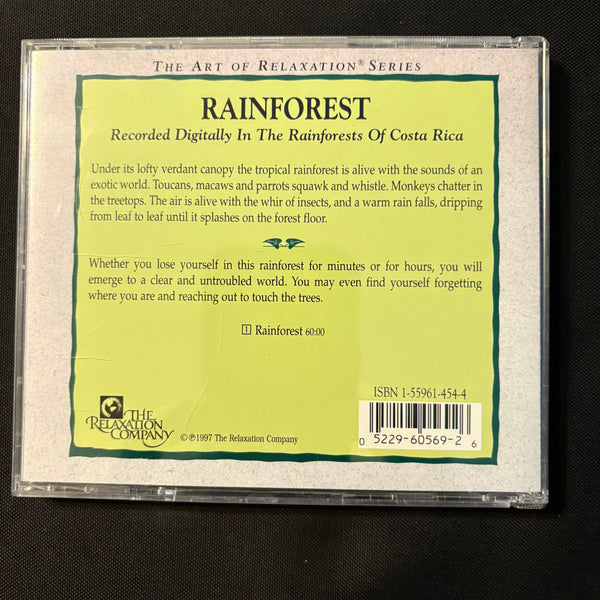 THE ART OF RELAXATION® SERIES
RAINFOREST
Recorded Digitally In The Rainforests Of Costa Rica
Under its lofty verdant canopy the tropical rainforest is alive with the sounds of an
exotic world. Toucans, macaws and parrots squawk and whistle. Monkeys chatter in
the treetops. The air is alive with the whir of insects, and a warm rain falls, dripping
from leaf to leaf until it splashes on the forest floor.
Whether you lose yourself in this rainforest for minutes or for hours, you will
emerge to a clear and untroubled world. You may even find yourself forgetting
where you are and reaching out to touch the trees.
1 Rainforest 60:00
ISBN 1-55961-454-4
0 5229-60569-2 6
THE
RELAXATION
COMPANY
©℗1997 The Relaxation Company